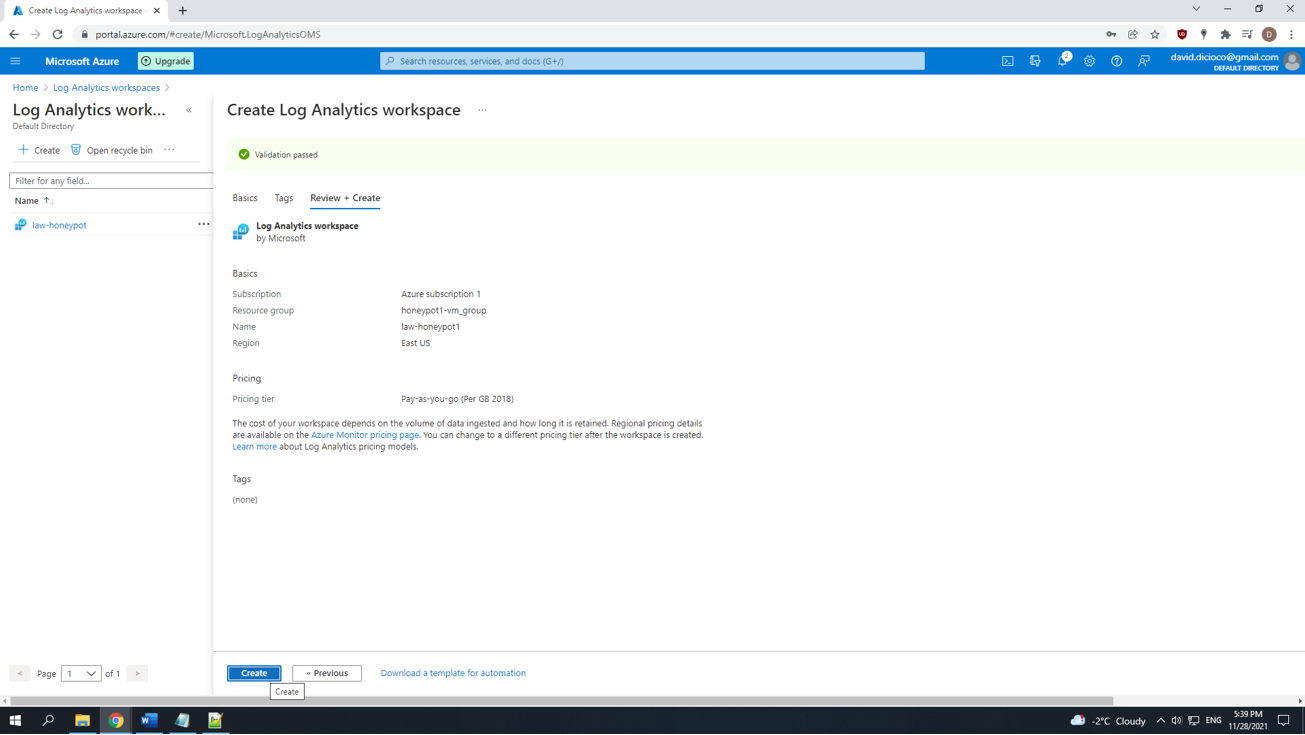 Create Log Analytics workspace
portal.azure.com/#create/Microsoft.LogAnalyticsOMS
D
Microsoft Azure
Upgrade
Search resources, services, and docs (G+/)
2
david.dicioco@gmail.com
DEFAULT DIRECTORY
Home > Log Analytics workspaces >
Log Analytics work... «
Default Directory
+ Create Open recycle bin ...
Filter for any field...
Name ↑↓
law-honeypot ...
< Page 1 of 1 >
Create Log Analytics workspace ...
Validation passed
Basics Tags Review + Create
Log Analytics workspace
by Microsoft
Basics
Subscription Azure subscription 1
Resource group honeypot1-vm_group
Name law-honeypot1
Region East US
Pricing
Pricing tier Pay-as-you-go (Per GB 2018)
The cost of your workspace depends on the volume of data ingested and how long it is retained. Regional pricing details
are available on the Azure Monitor pricing page. You can change to a different pricing tier after the workspace is created.
Learn more about Log Analytics pricing models.
Tags
(none)
Create « Previous Download a template for automation
Create
-2°C Cloudy ENG 5:39 PM
11/28/2021